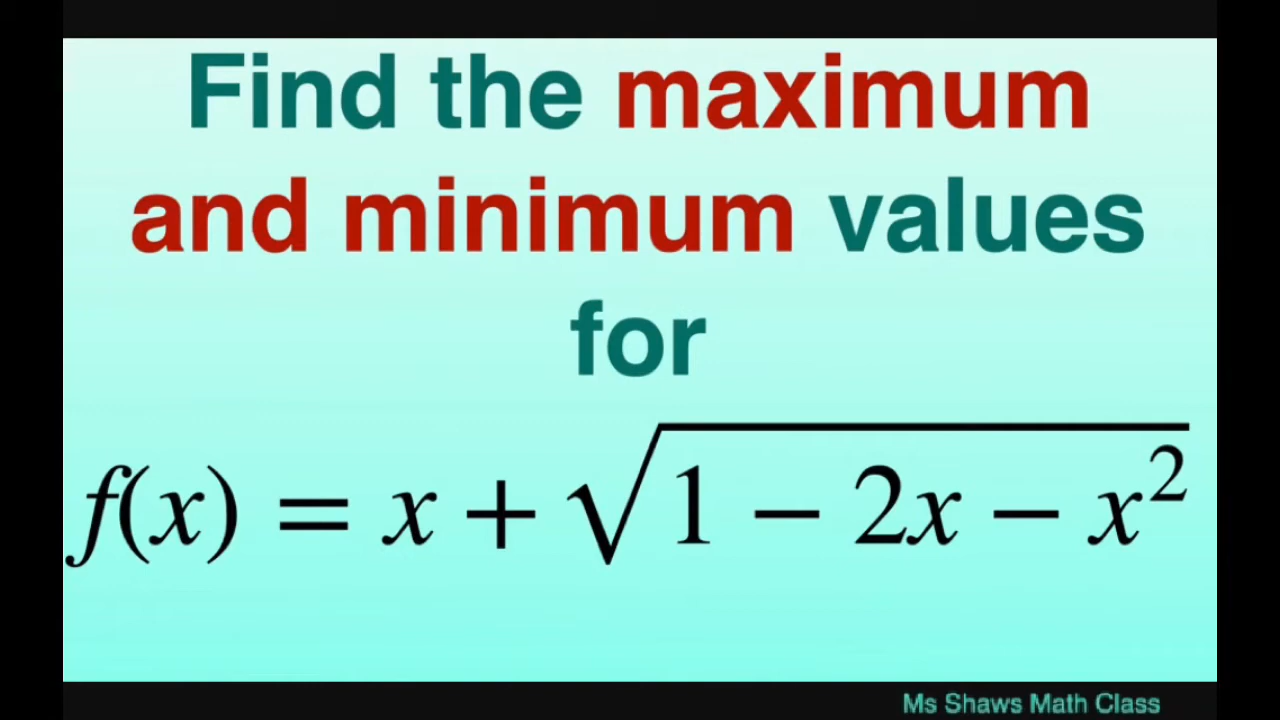 Find the maximum
and minimum values
for
f(x) = x + √(1 − 2x − x²)
Ms Shaws Math Class